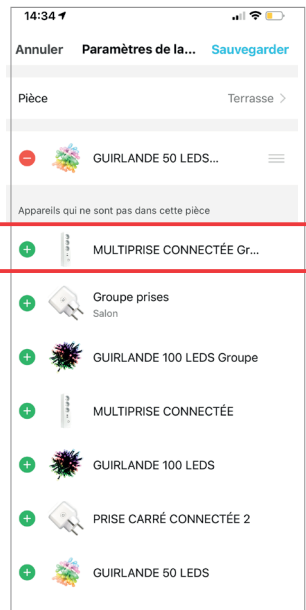 14:34
Annuler Paramètres de la... Sauvegarder
Pièce Terrasse
GUIRLANDE 50 LEDS...
Appareils qui ne sont pas dans cette pièce
MULTIPRISE CONNECTÉE Gr...
Groupe prises
Salon
GUIRLANDE 100 LEDS Groupe
MULTIPRISE CONNECTÉE
GUIRLANDE 100 LEDS
PRISE CARRÉ CONNECTÉE 2
GUIRLANDE 50 LEDS